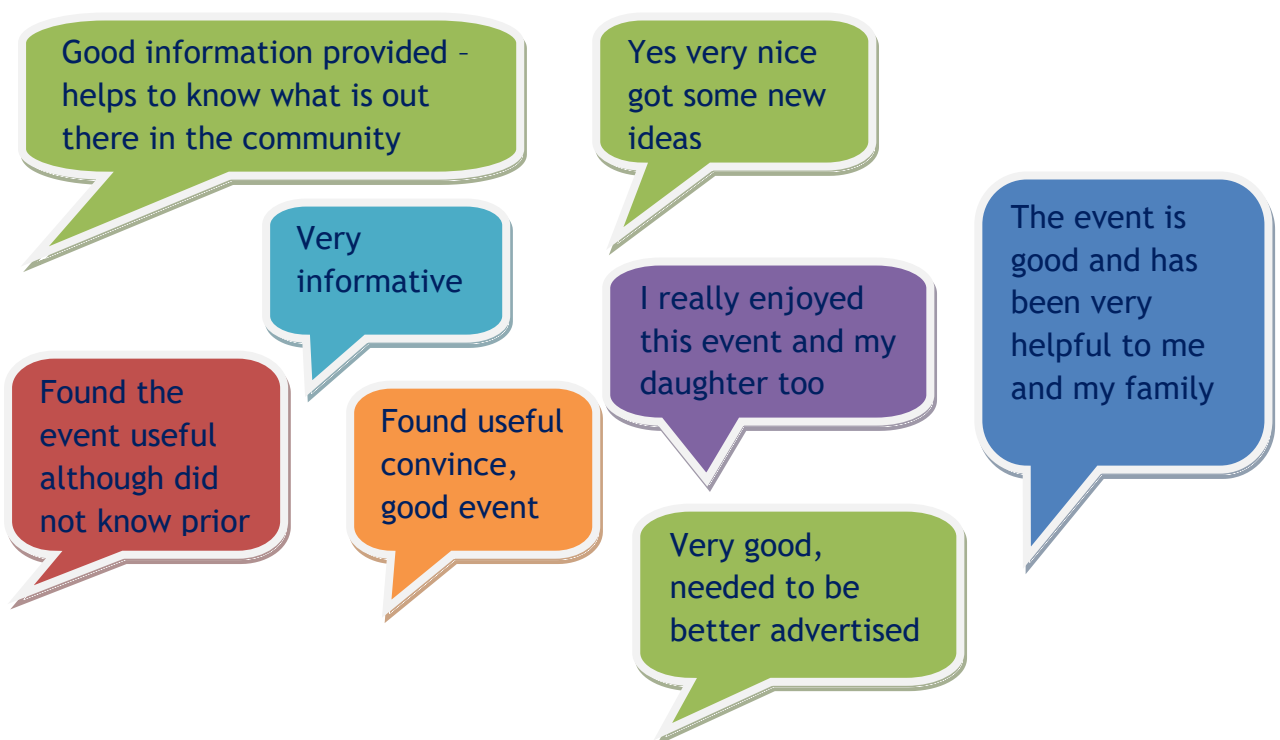 Good information provided –
helps to know what is out
there in the community
Yes very nice
got some new
ideas
Very
informative
The event is
good and has
been very
helpful to me
and my family
I really enjoyed
this event and my
daughter too
Found the
event useful
although did
not know prior
Found useful
convince,
good event
Very good,
needed to be
better advertised